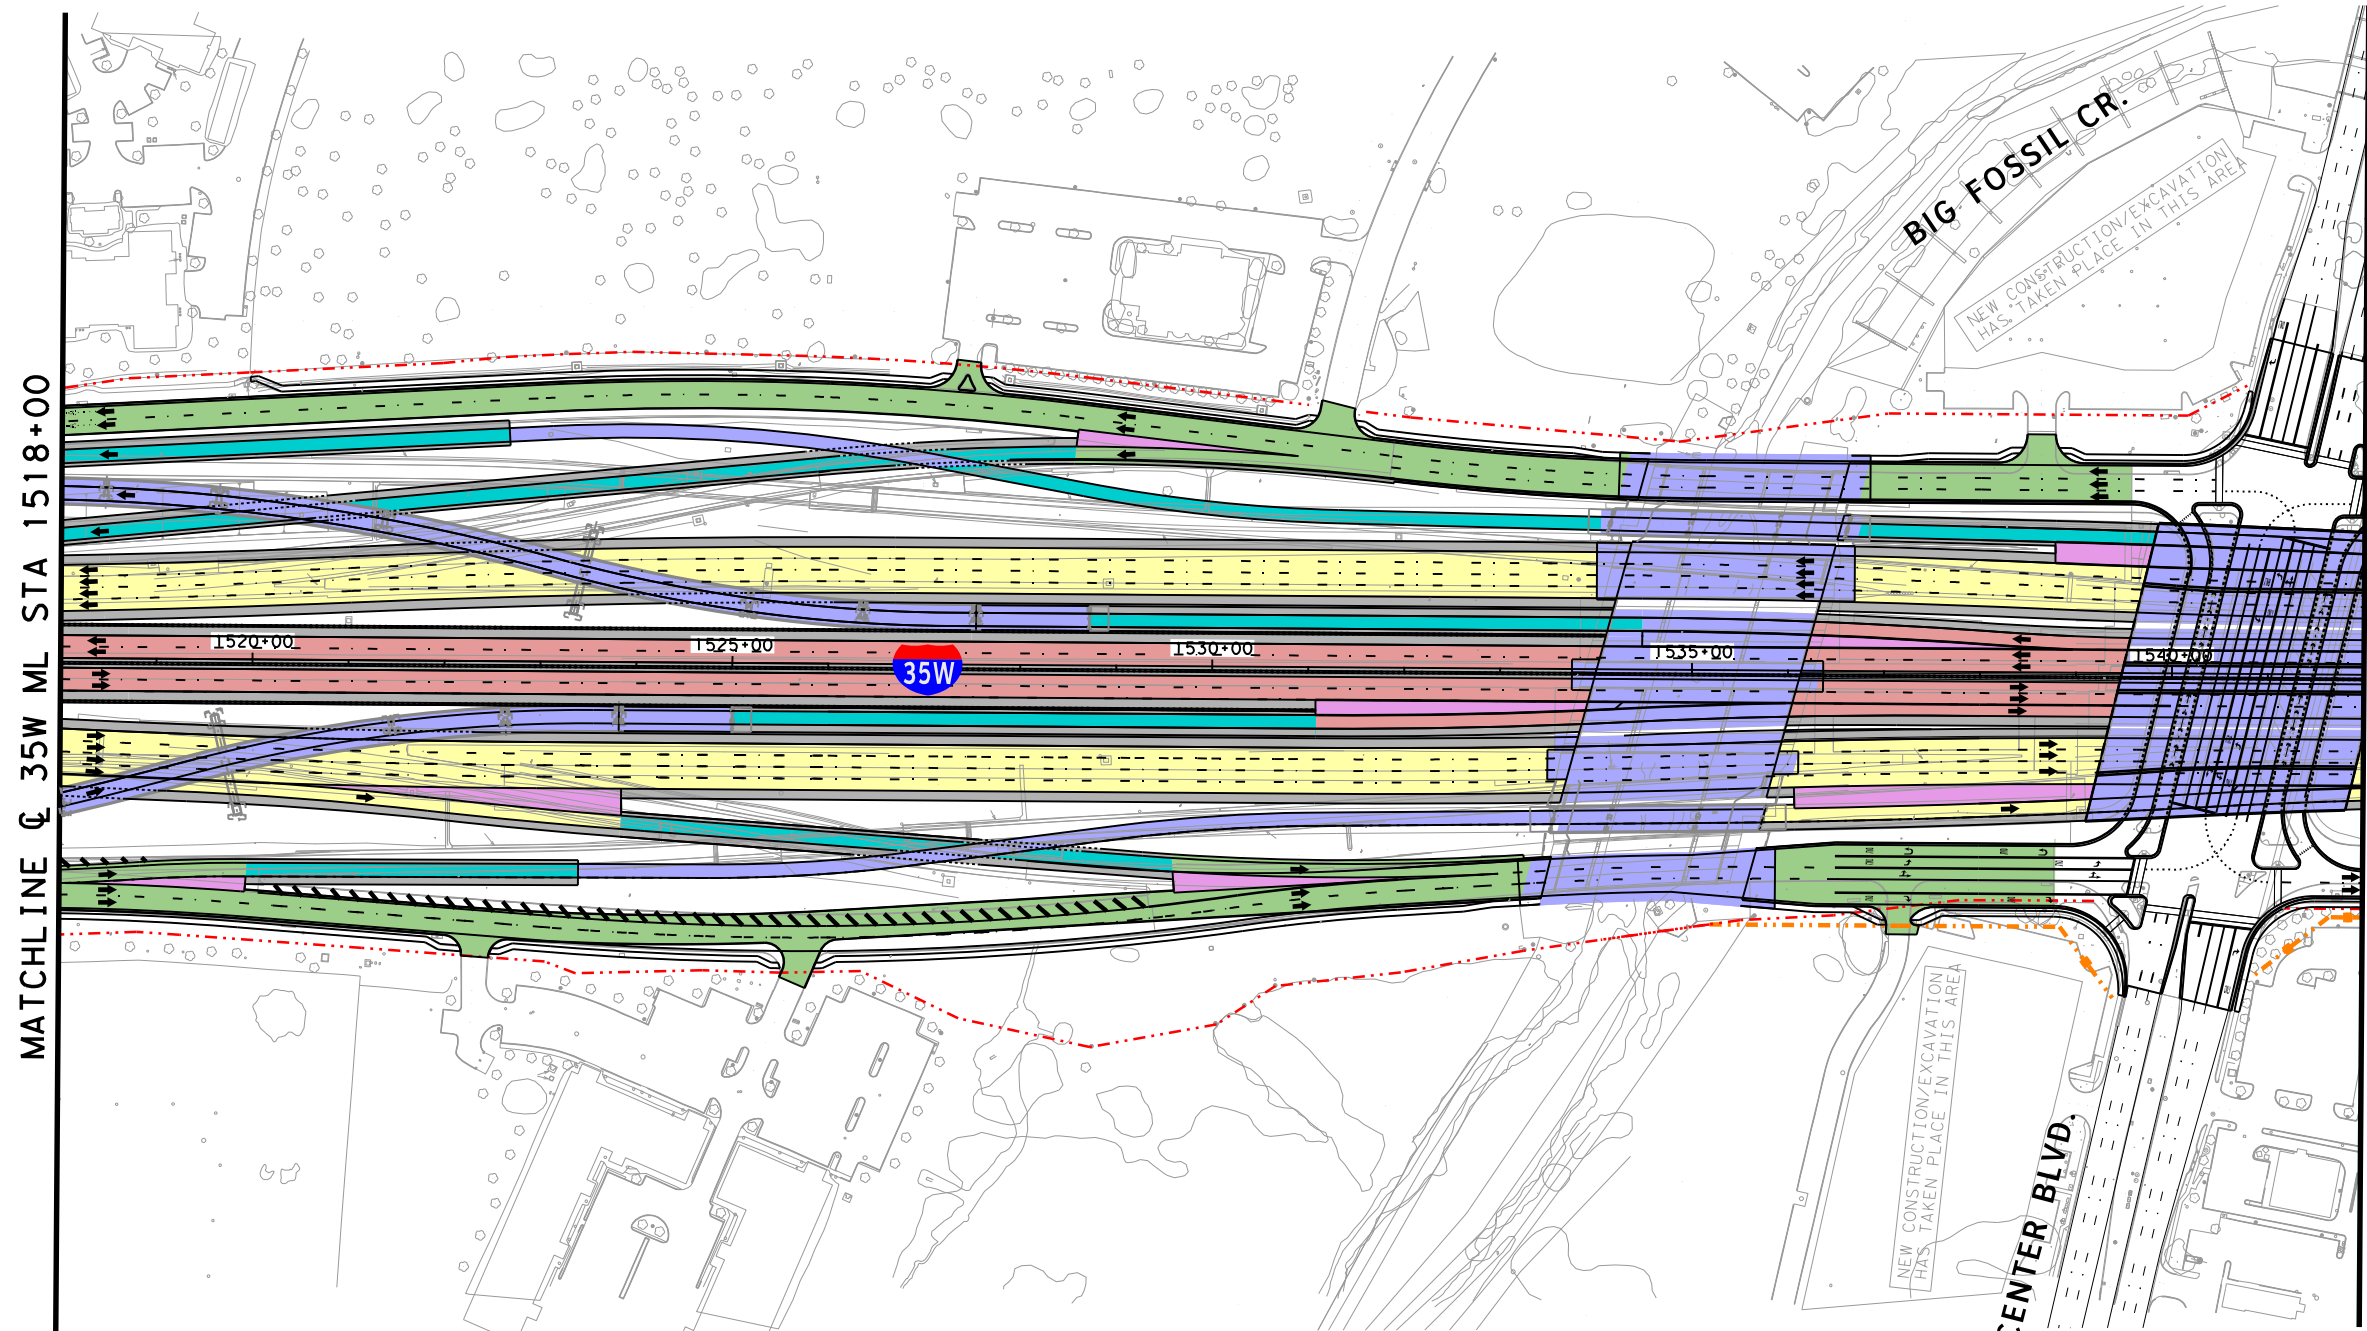 BIG FOSSIL CR.
NEW CONSTRUCTION/EXCAVATION
HAS TAKEN PLACE IN THIS AREA
MATCHLINE ℄ 35W ML STA 1518+00
1520+00
1525+00
1530+00
1535+00
1540+00
35W
NEW CONSTRUCTION/EXCAVATION
HAS TAKEN PLACE IN THIS AREA
CENTER BLVD.